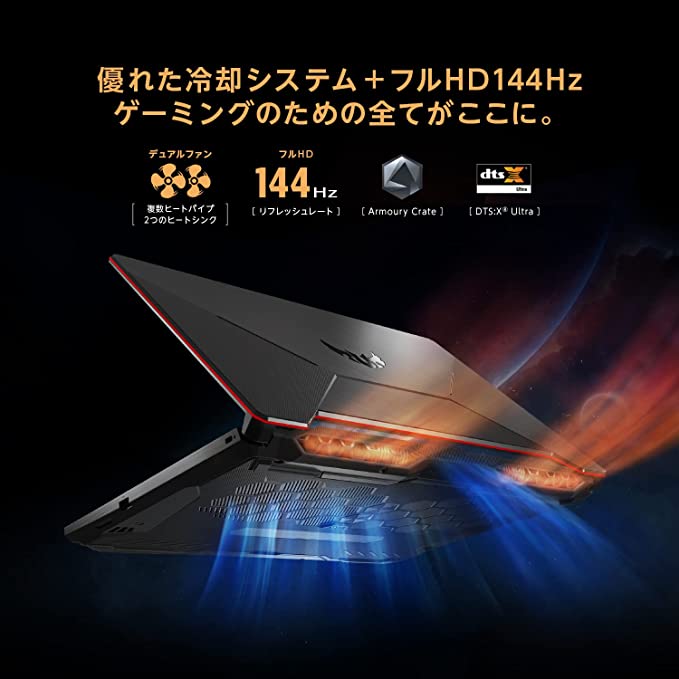 優れた冷却システム＋フルHD144Hz
ゲーミングのための全てがここに。
デュアルファン
複数ヒートパイプ
2つのヒートシンク
フルHD
144Hz
[ リフレッシュレート ]
[ Armoury Crate ]
dts X
Ultra
[ DTS:X® Ultra ]